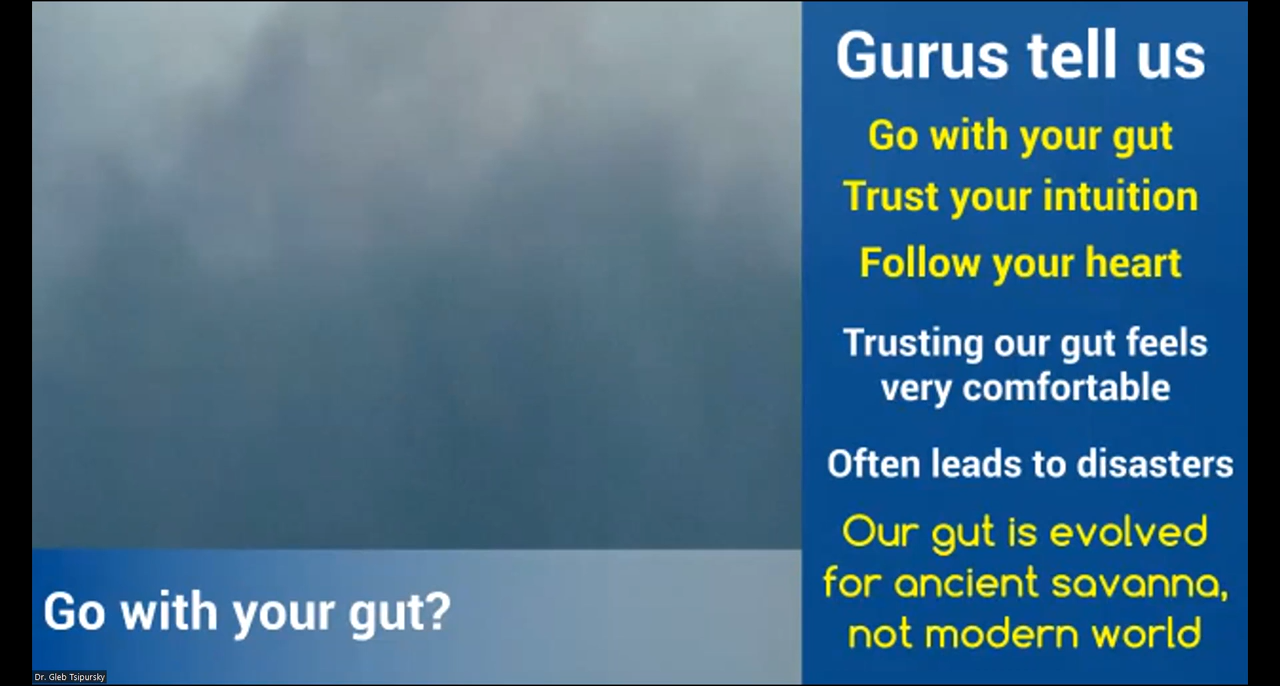 Gurus tell us
Go with your gut
Trust your intuition
Follow your heart
Trusting our gut feels
very comfortable
Often leads to disasters
Our gut is evolved
for ancient savanna,
not modern world
Go with your gut?
Dr. Gleb Tsipursky